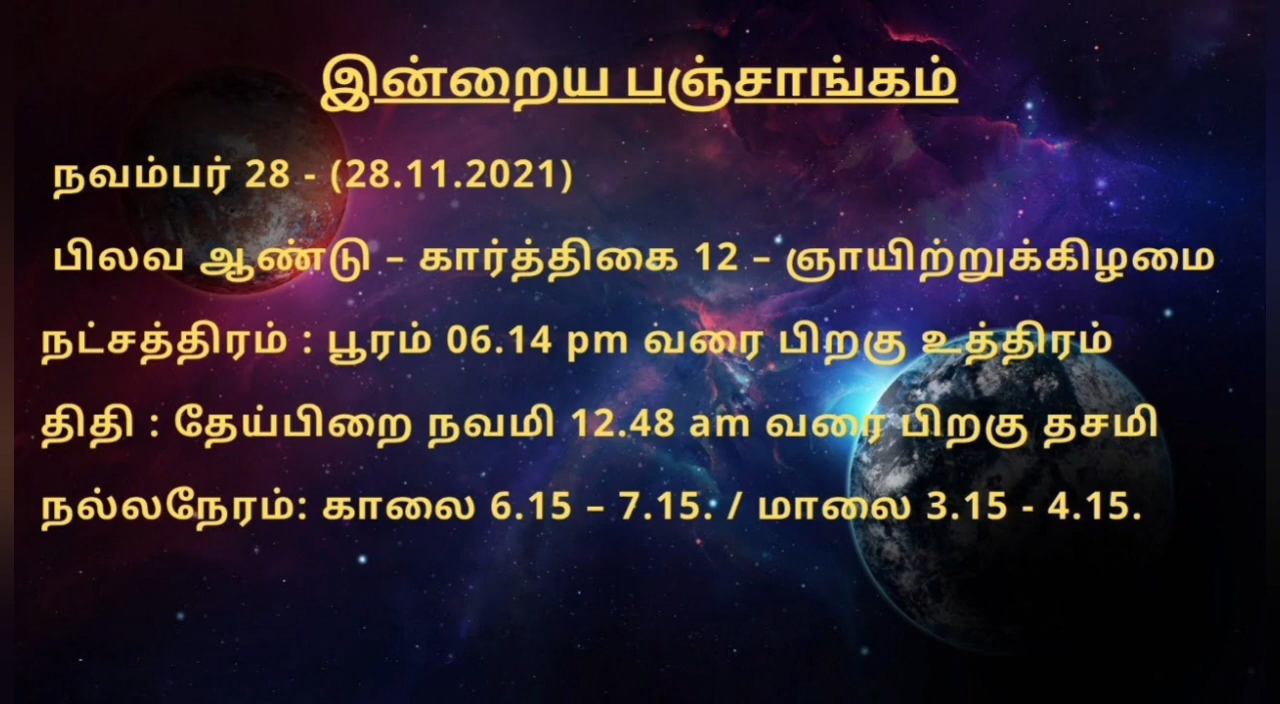 இன்றைய பஞ்சாங்கம்
நவம்பர் 28 - (28.11.2021)
பிலவ ஆண்டு – கார்த்திகை 12 – ஞாயிற்றுக்கிழமை
நட்சத்திரம் : பூரம் 06.14 pm வரை பிறகு உத்திரம்
திதி : தேய்பிறை நவமி 12.48 am வரை பிறகு தசமி
நல்லநேரம்: காலை 6.15 – 7.15. / மாலை 3.15 - 4.15.